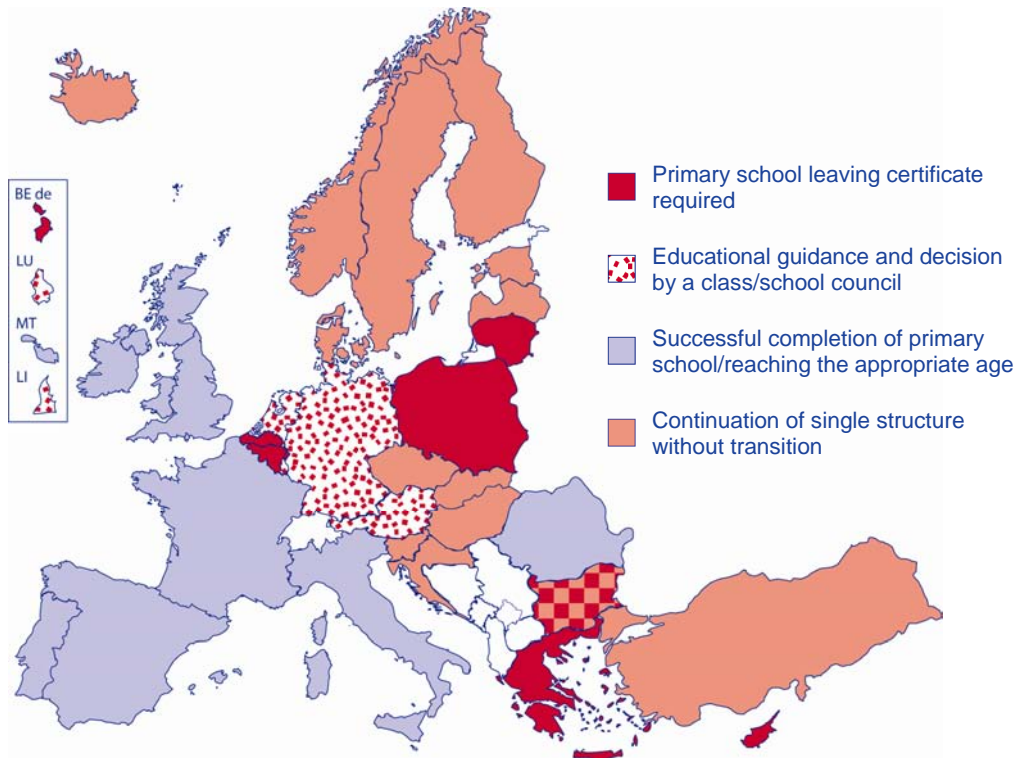 BE de
LU
MT
LI
Primary school leaving certificate
required
Educational guidance and decision
by a class/school council
Successful completion of primary
school/reaching the appropriate age
Continuation of single structure
without transition